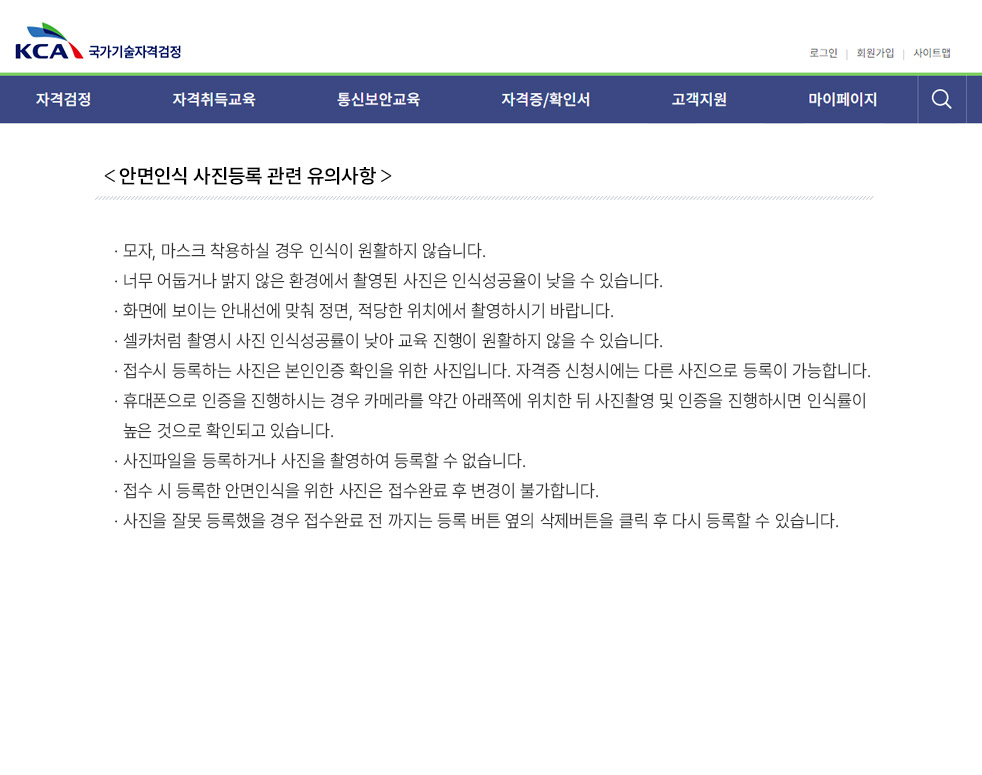 KCA 국가기술자격검정
로그인 | 회원가입 | 사이트맵
자격검정 자격취득교육 통신보안교육 자격증/확인서 고객지원 마이페이지
< 안면인식 사진등록 관련 유의사항 >
· 모자, 마스크 착용하실 경우 인식이 원활하지 않습니다.
· 너무 어둡거나 밝지 않은 환경에서 촬영된 사진은 인식성공율이 낮을 수 있습니다.
· 화면에 보이는 안내선에 맞춰 정면, 적당한 위치에서 촬영하시기 바랍니다.
· 셀카처럼 촬영시 사진 인식성공률이 낮아 교육 진행이 원활하지 않을 수 있습니다.
· 접수시 등록하는 사진은 본인인증 확인을 위한 사진입니다. 자격증 신청시에는 다른 사진으로 등록이 가능합니다.
· 휴대폰으로 인증을 진행하시는 경우 카메라를 약간 아래쪽에 위치한 뒤 사진촬영 및 인증을 진행하시면 인식률이
높은 것으로 확인되고 있습니다.
· 사진파일을 등록하거나 사진을 촬영하여 등록할 수 없습니다.
· 접수 시 등록한 안면인식을 위한 사진은 접수완료 후 변경이 불가합니다.
· 사진을 잘못 등록했을 경우 접수완료 전 까지는 등록 버튼 옆의 삭제버튼을 클릭 후 다시 등록할 수 있습니다.